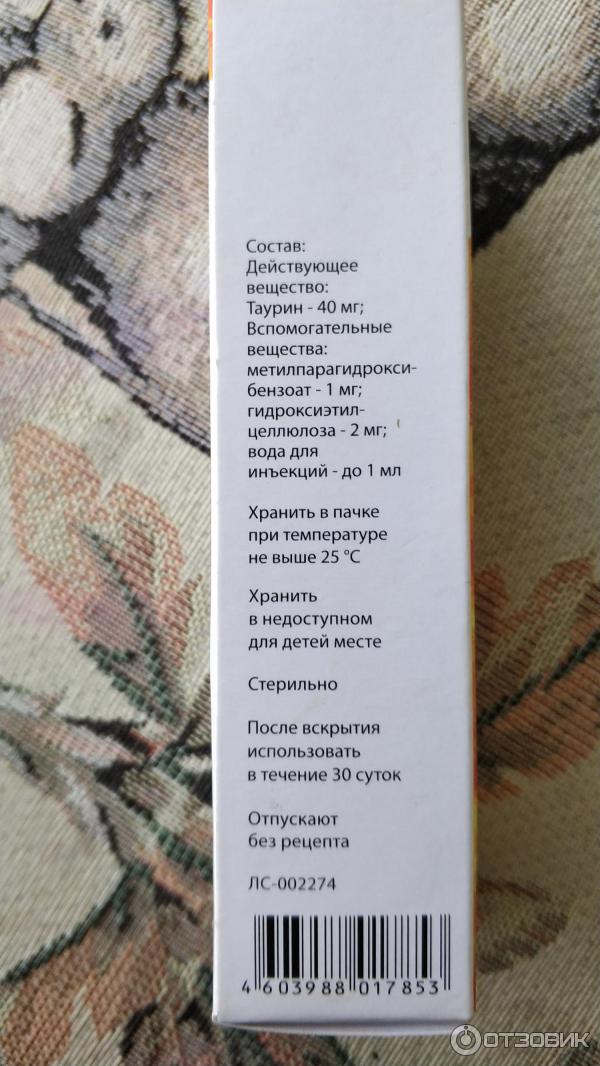 Состав:
Действующее
вещество:
Таурин - 40 мг;
Вспомогательные
вещества:
метилпарагидрокси-
бензоат - 1 мг;
гидроксиэтил-
целлюлоза - 2 мг;
вода для
инъекций - до 1 мл
Хранить в пачке
при температуре
не выше 25 °C
Хранить
в недоступном
для детей месте
Стерильно
После вскрытия
использовать
в течение 30 суток
Отпускают
без рецепта
ЛС-002274
4 603988 017853
ОТЗОВИК